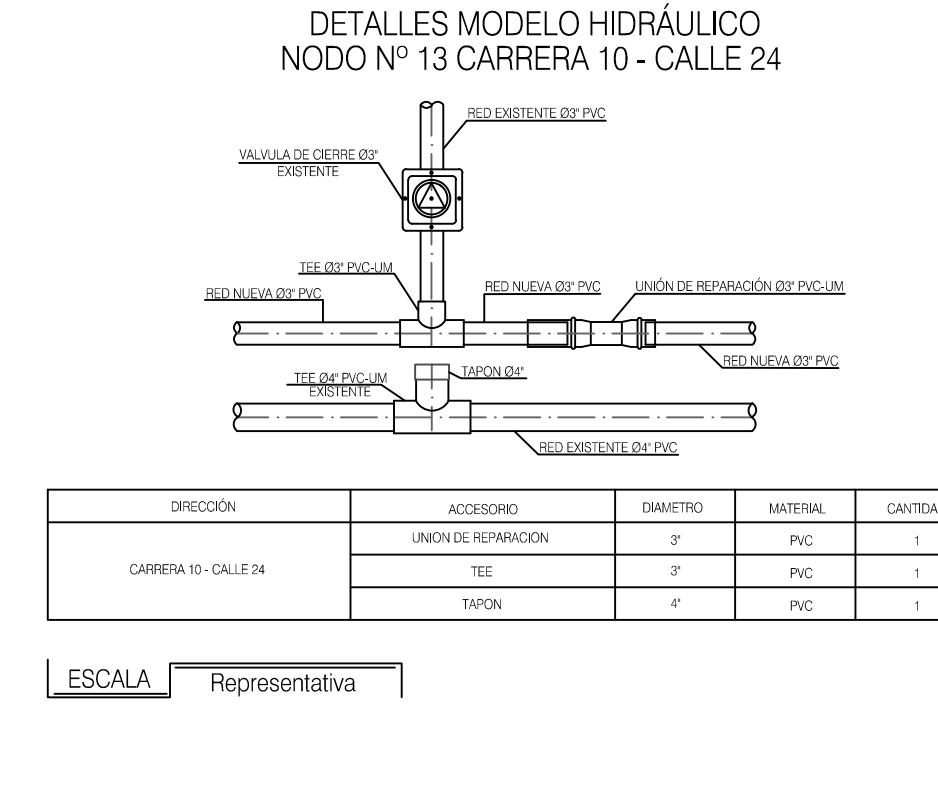 DETALLES MODELO HIDRÁULICO
NODO Nº 13 CARRERA 10 - CALLE 24
RED EXISTENTE Ø3" PVC
VALVULA DE CIERRE Ø3"
EXISTENTE
TEE Ø3" PVC-UM
RED NUEVA Ø3" PVC
RED NUEVA Ø3" PVC
UNIÓN DE REPARACIÓN Ø3" PVC-UM
RED NUEVA Ø3" PVC
TAPON Ø4"
TEE Ø4" PVC-UM
EXISTENTE
RED EXISTENTE Ø4" PVC
DIRECCIÓN ACCESORIO DIAMETRO MATERIAL CANTIDA
UNION DE REPARACION 3" PVC 1
CARRERA 10 - CALLE 24 TEE 3" PVC 1
TAPON 4" PVC 1
ESCALA Representativa